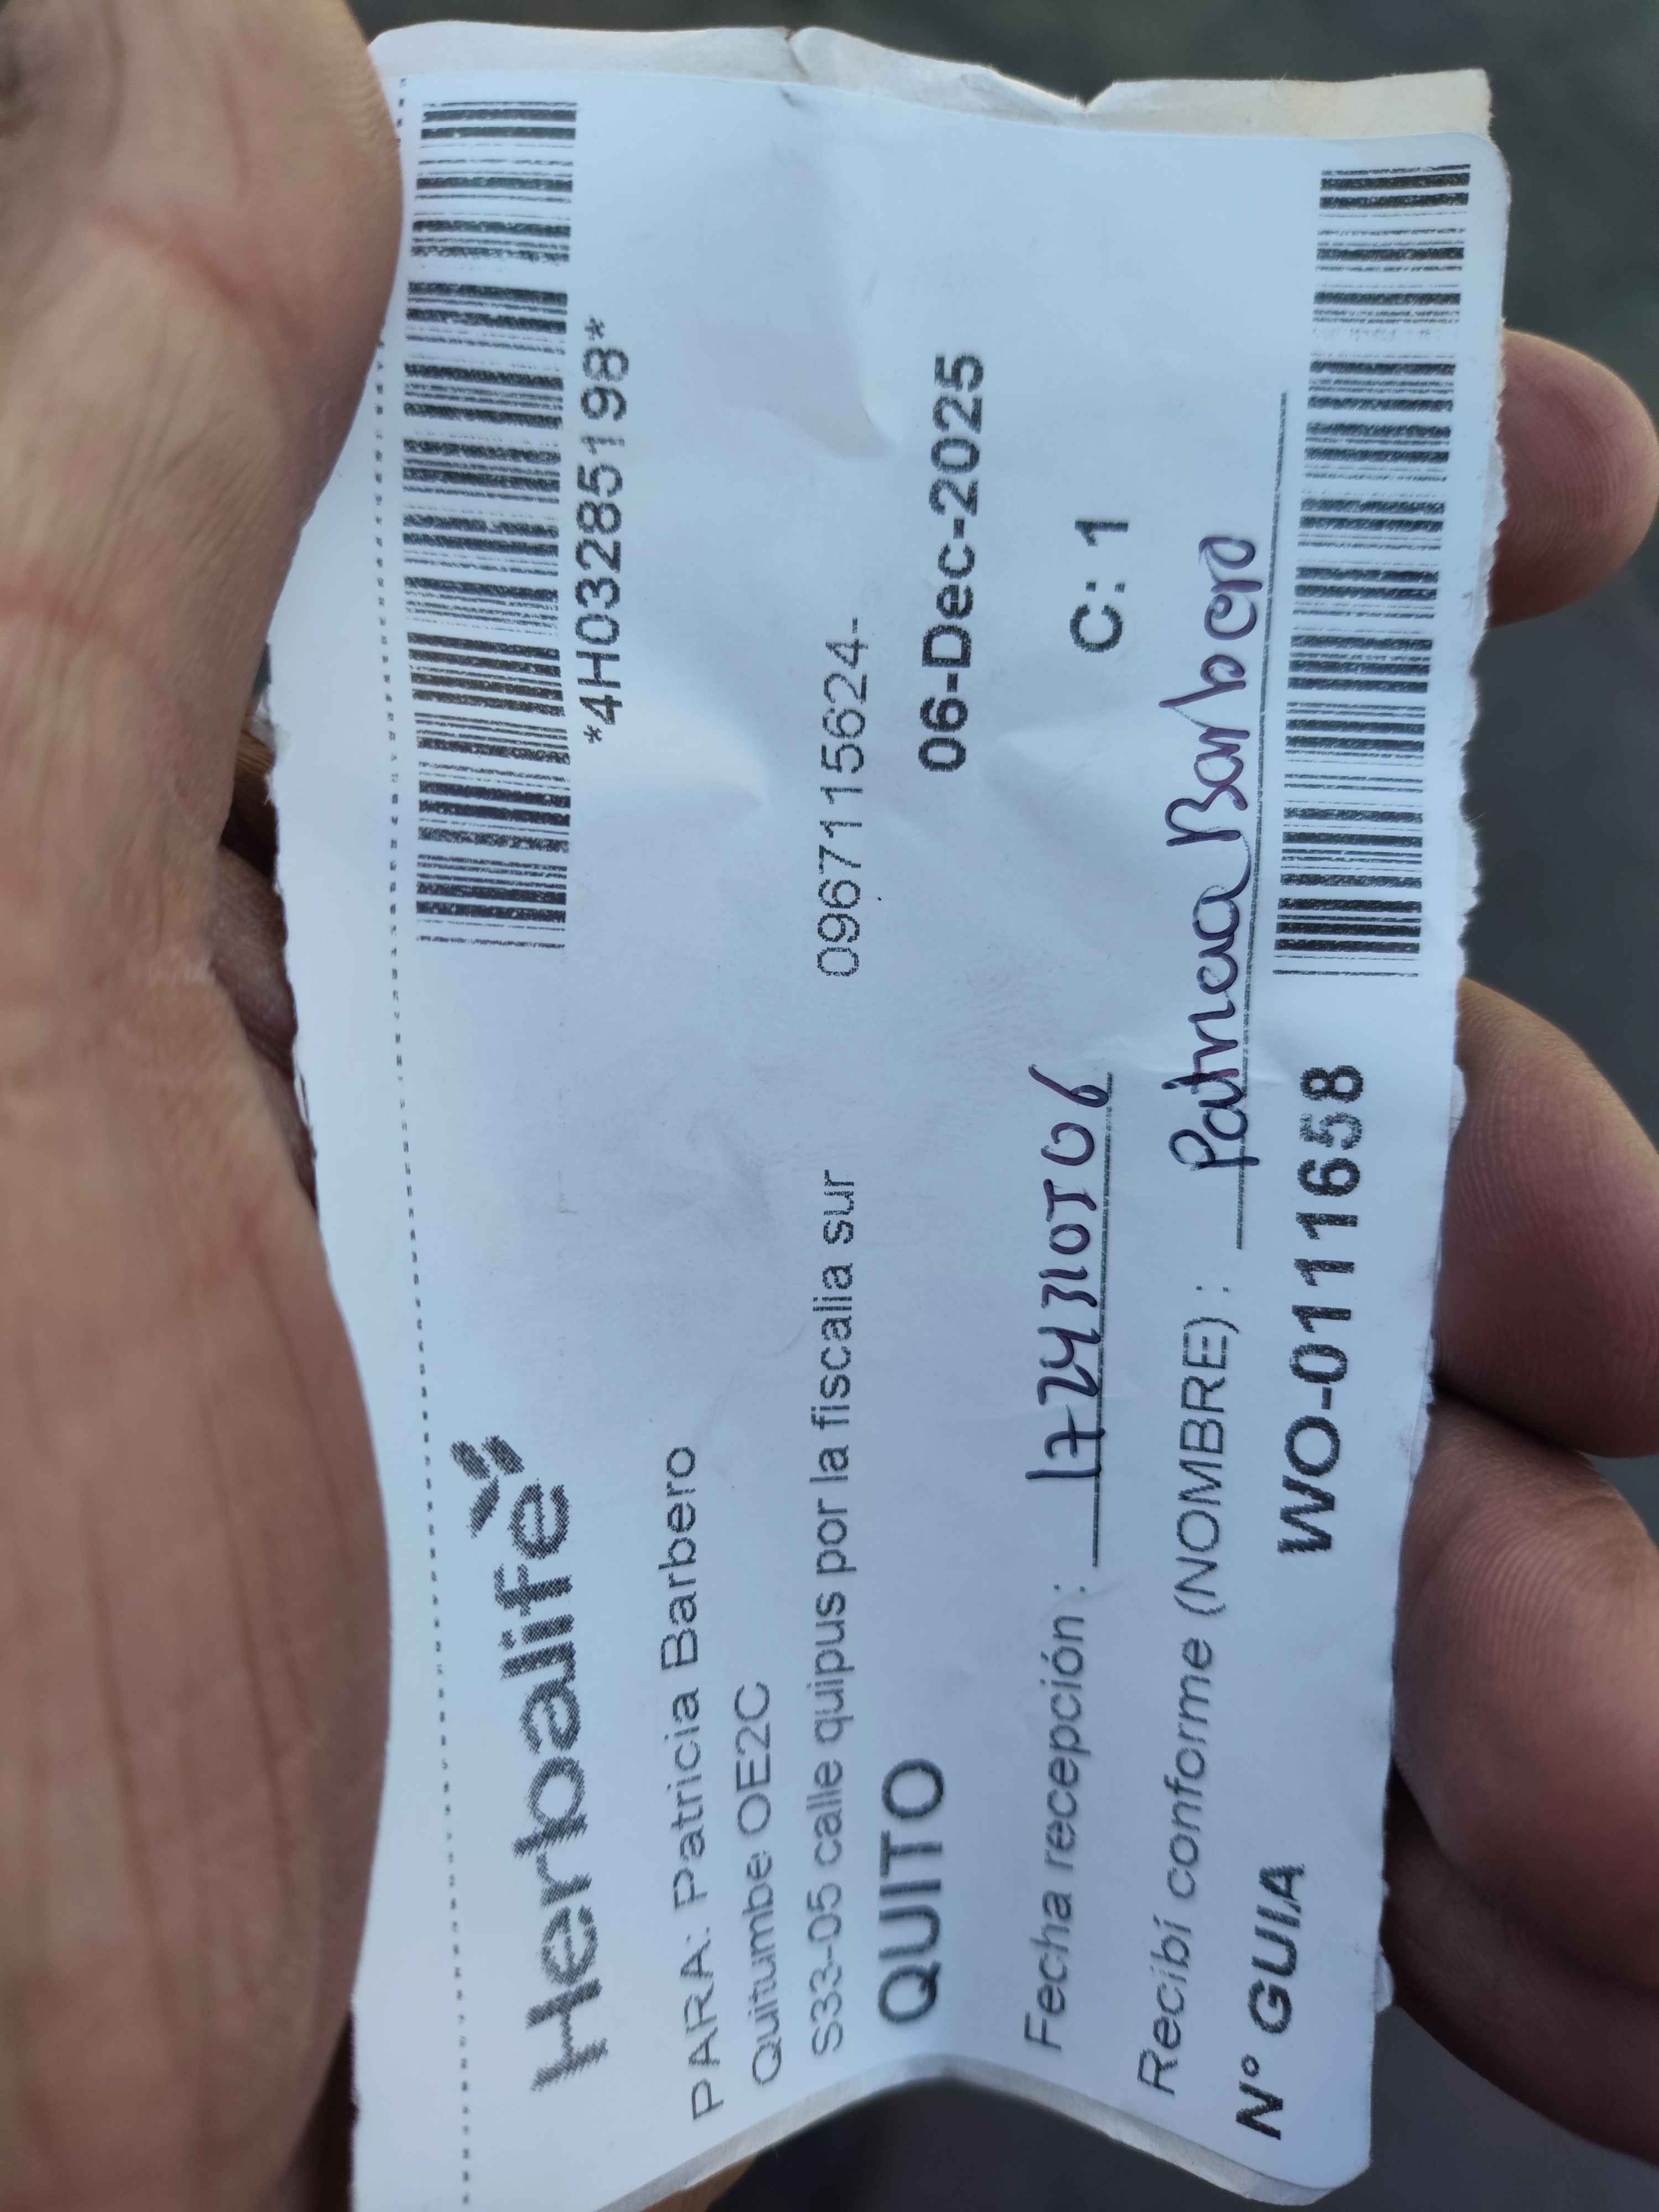 *4H03285198*
Herbalife
PARA: Patricia Barbero
Quitumbe OE2C
S33-05 calle quipus por la fiscalia sur 0967115624-
QUITO 06-Dec-2025
C: 1
Fecha recepción :
Recibí conforme (NOMBRE) : Patricia Barbero
N° GUIA WO-0111658